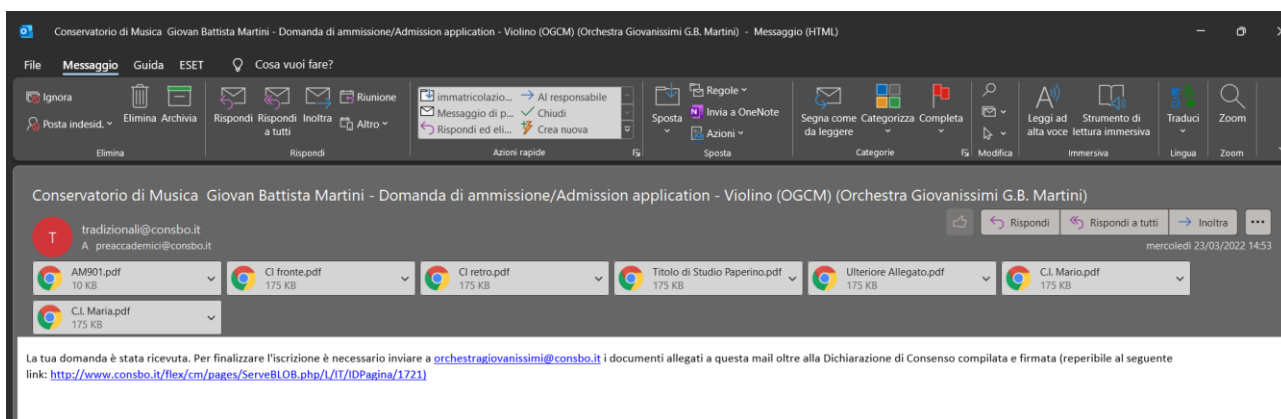 Conservatorio di Musica  Giovan Battista Martini - Domanda di ammissione/Admission application - Violino (OGCM) (Orchestra Giovanissimi G.B. Martini)  -  Messaggio (HTML)
File Messaggio Guida ESET Cosa vuoi fare?
Ignora
Posta indesid.
Elimina Archivia
Elimina
Rispondi Rispondi a tutti Inoltra
Riunione
Altro
Rispondi
immatricolazio... Al responsabile
Messaggio di p... Chiudi
Rispondi ed eli... Crea nuova
Azioni rapide
Sposta
Regole
Invia a OneNote
Azioni
Sposta
Segna come da leggere Categorizza Completa
Categorie
Modifica
Leggi ad alta voce Strumento di lettura immersiva
Immersiva
Traduci
Lingua
Zoom
Zoom
Conservatorio di Musica  Giovan Battista Martini - Domanda di ammissione/Admission application - Violino (OGCM) (Orchestra Giovanissimi G.B. Martini)
T
tradizionali@consbo.it
A preaccademici@consbo.it
Rispondi Rispondi a tutti Inoltra ...
mercoledì 23/03/2022 14:53
AM901.pdf
10 KB
CI fronte.pdf
175 KB
CI retro.pdf
175 KB
Titolo di Studio Paperino.pdf
175 KB
Ulteriore Allegato.pdf
175 KB
C.I. Mario.pdf
175 KB
C.I. Maria.pdf
175 KB
La tua domanda è stata ricevuta. Per finalizzare l'iscrizione è necessario inviare a orchestragiovanissimi@consbo.it i documenti allegati a questa mail oltre alla Dichiarazione di Consenso compilata e firmata (reperibile al seguente
link: http://www.consbo.it/flex/cm/pages/ServeBLOB.php/L/IT/IDPagina/1721)